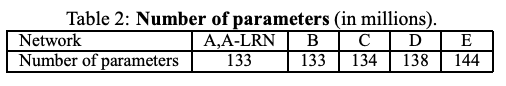 Table 2: Number of parameters (in millions).
Network A,A-LRN B C D E
Number of parameters 133 133 134 138 144